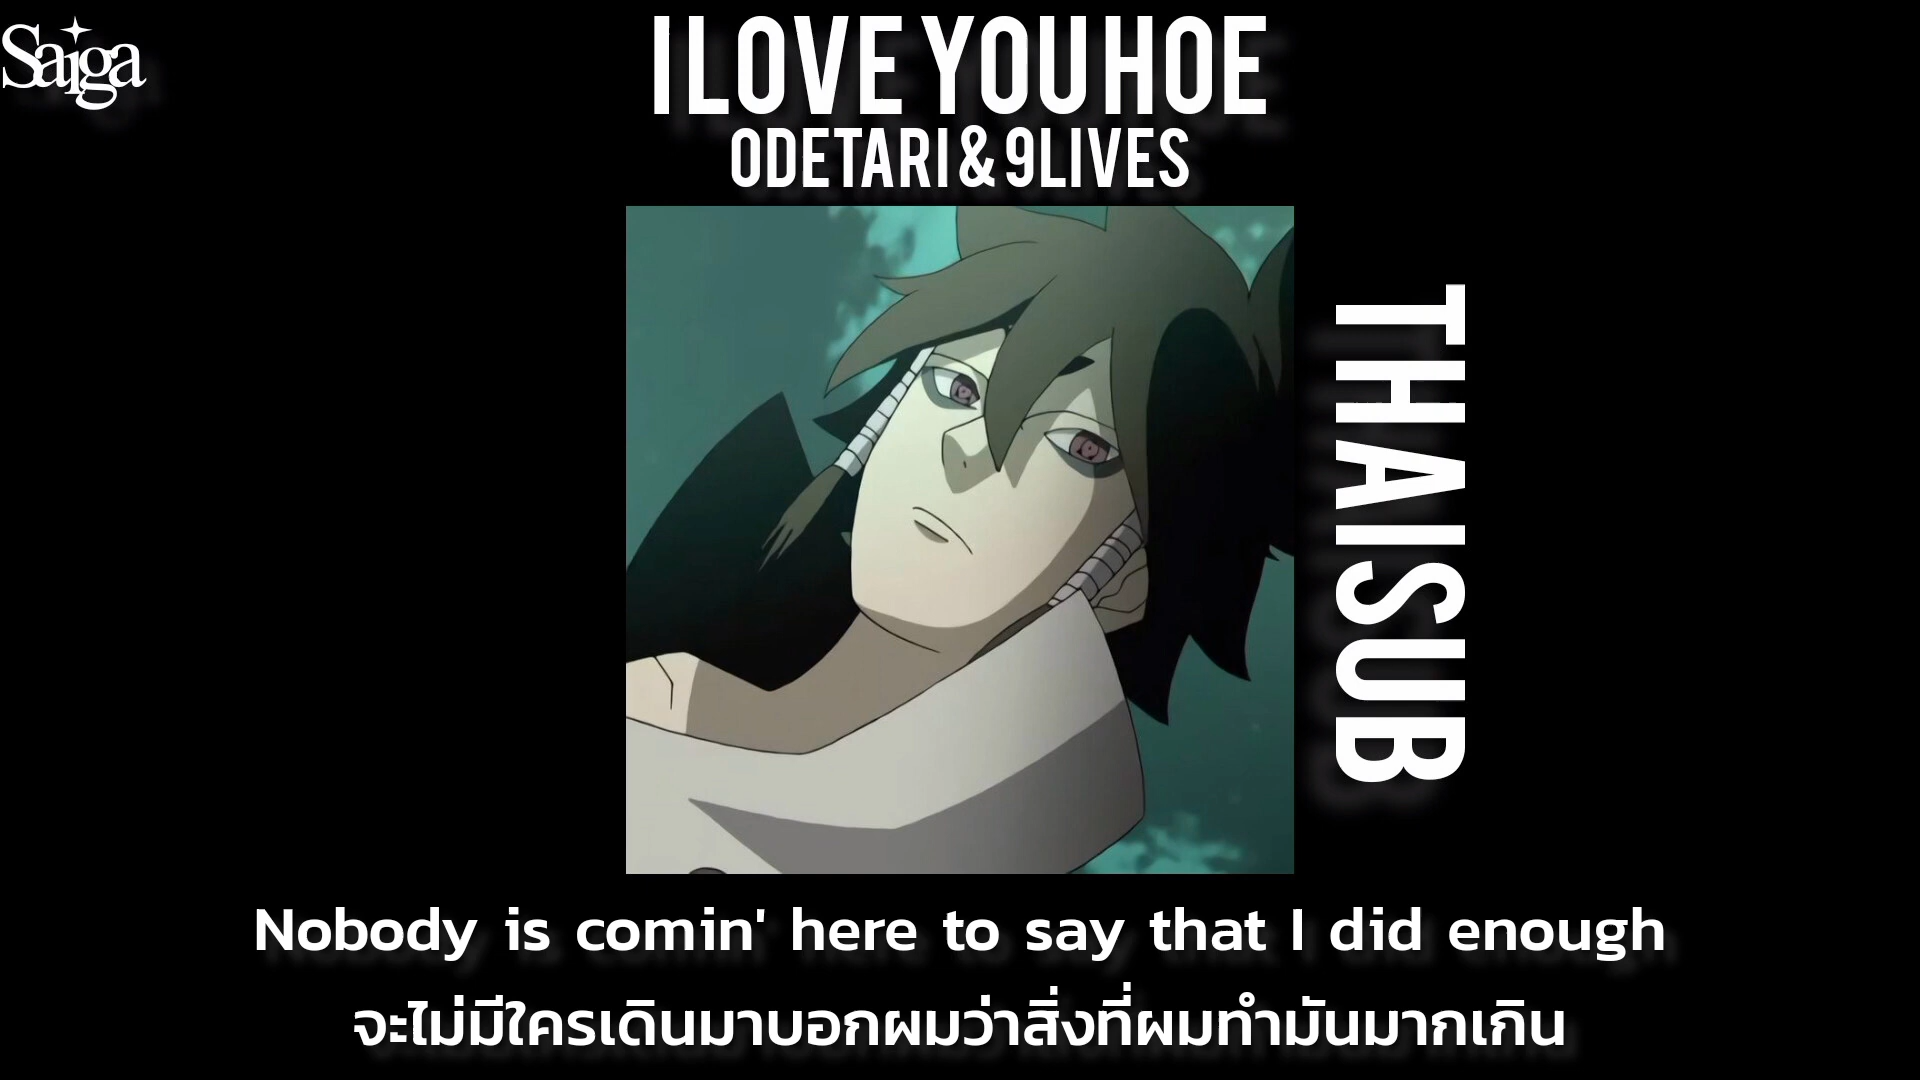 Saiga
I LOVE YOU HOE
ODETARI & 9LIVES
THAISUB
Nobody is comin' here to say that I did enough
จะไม่มีใครเดินมาบอกผมว่าสิ่งที่ผมทำมันมากเกิน